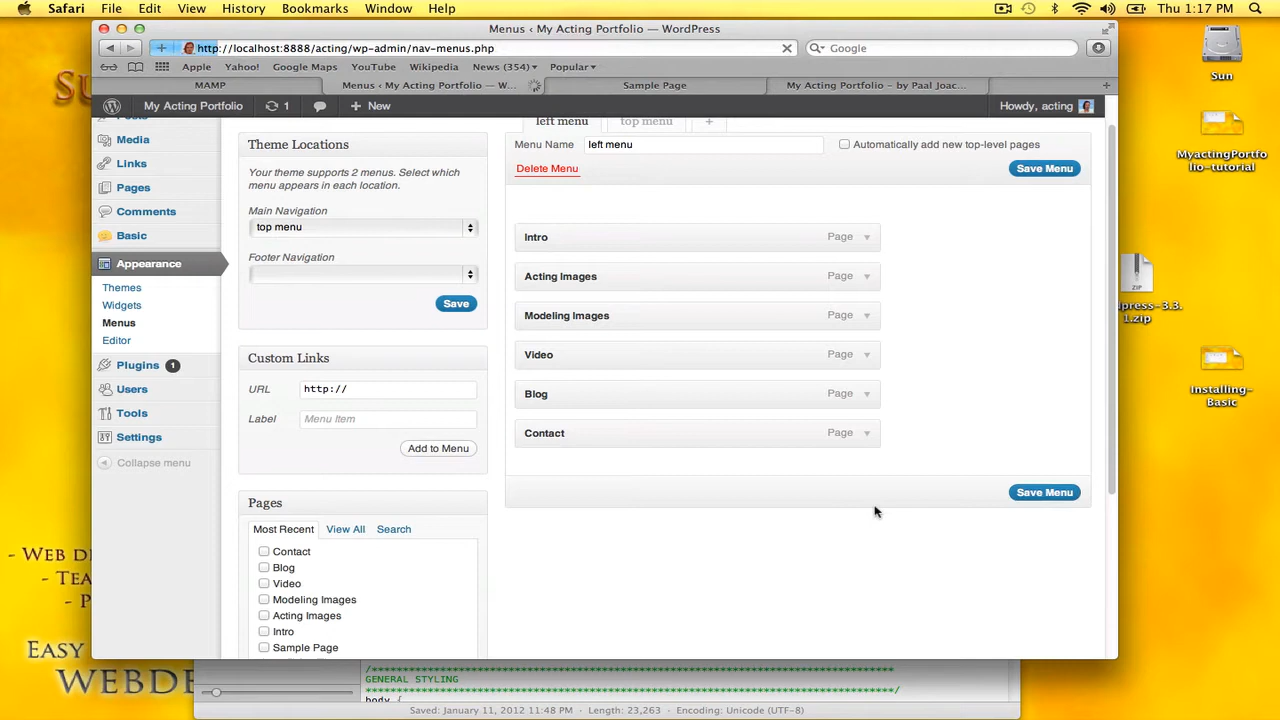 Safari File Edit View History Bookmarks Window Help Thu 1:17 PM
Menus ‹ My Acting Portfolio — WordPress
http://localhost:8888/acting/wp-admin/nav-menus.php
Google
Apple Yahoo! Google Maps YouTube Wikipedia News (354) Popular
MAMP
Menus ‹ My Acting Portfolio — W...
Sample Page
My Acting Portfolio – by Paal Joac...
My Acting Portfolio 1 New Howdy, acting
Media
Links
Pages
Comments
Basic
Appearance
Themes
Widgets
Menus
Editor
Plugins 1
Users
Tools
Settings
Collapse menu
Theme Locations
Your theme supports 2 menus. Select which
menu appears in each location.
Main Navigation
top menu
Footer Navigation
Save
Custom Links
URL http://
Label Menu Item
Add to Menu
Pages
Most Recent View All Search
Contact
Blog
Video
Modeling Images
Acting Images
Intro
Sample Page
left menu top menu +
Menu Name left menu Automatically add new top-level pages
Delete Menu Save Menu
Intro Page
Acting Images Page
Modeling Images Page
Video Page
Blog Page
Contact Page
Save Menu
Sun
MyactingPortfo
lio-tutorial
ZIP
dpress-3.3.
1.zip
Installing-
Basic
- Web de
- Tea
- P
Easy
WEBDE
/*****************************************************************************
GENERAL STYLING
*****************************************************************************/
body {
Saved: January 11, 2012 11:48 PM • Length: 23,263 • Encoding: Unicode (UTF-8)